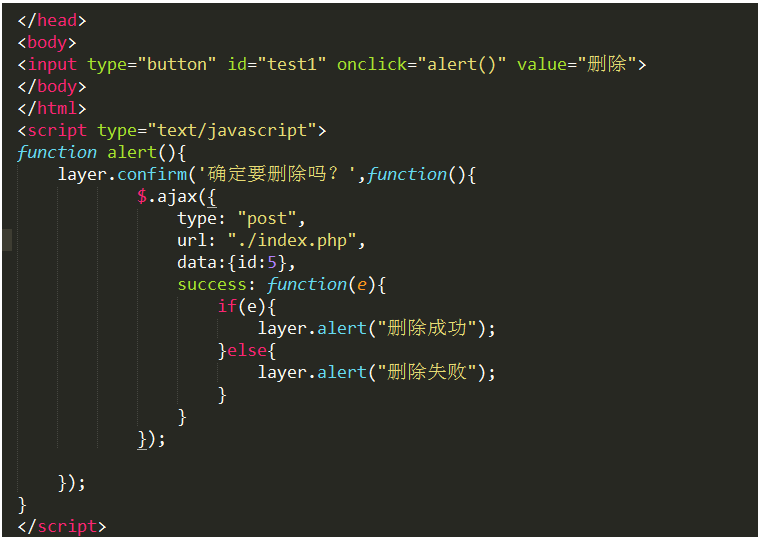 </head>
<body>
<input type="button" id="test1" onclick="alert()" value="删除">
</body>
</html>
<script type="text/javascript">
function alert(){
    layer.confirm('确定要删除吗？',function(){
            $.ajax({
                type: "post",
                url: "./index.php",
                data:{id:5},
                success: function(e){
                    if(e){
                        layer.alert("删除成功");
                    }else{
                        layer.alert("删除失败");
                    }
                }
            });
    });
}
</script>